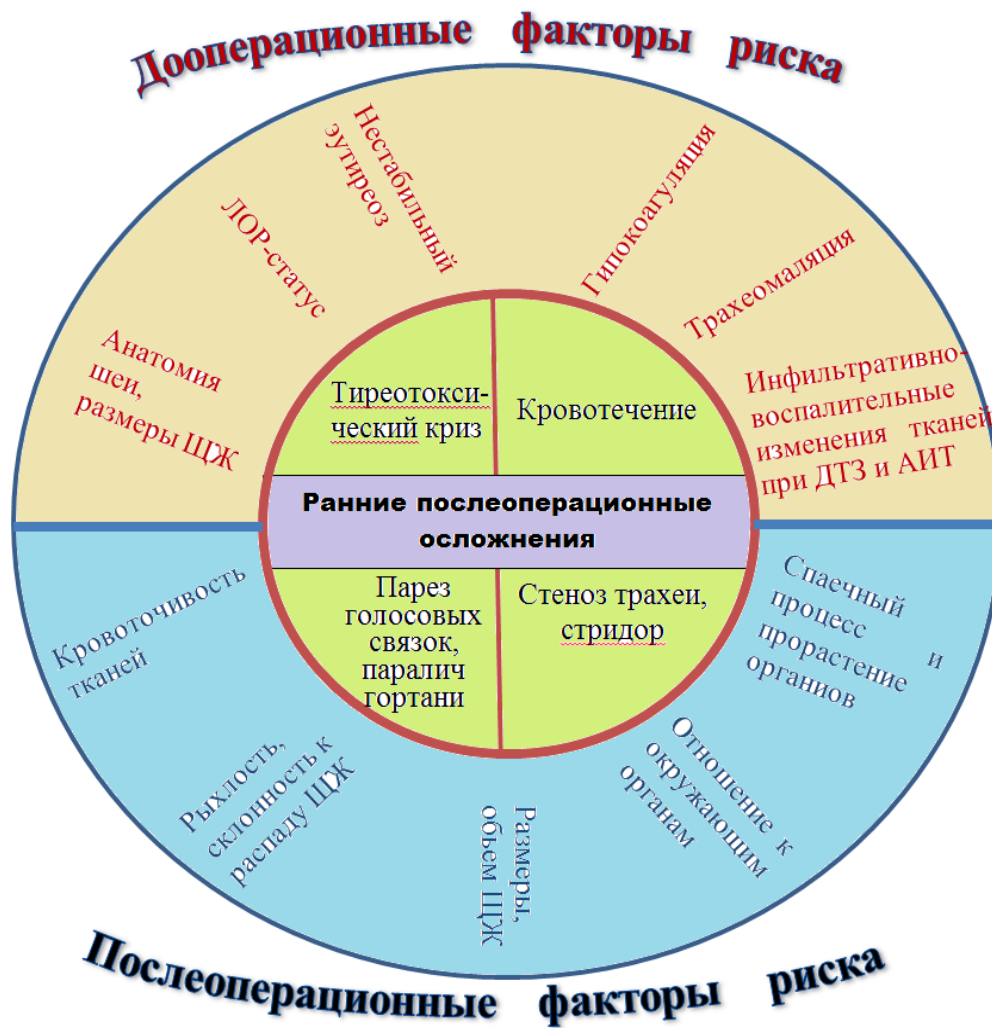 Дооперационные факторы риска
Анатомия
шеи,
размеры ЩЖ
ЛОР-статус
Нестабильный
эутиреоз
Гипокоагуляция
Трахеомаляция
Инфильтративно-
воспалительные
изменения тканей
при ДТЗ и АИТ
Тиреотокси-
ческий криз
Кровотечение
Ранние послеоперационные
осложнения
Парез
голосовых
связок,
паралич
гортани
Стеноз трахеи,
стридор
Кровоточивость
тканей
Рыхлость,
склонность к
распаду ЩЖ
Размеры,
объем ЩЖ
Отношение к
окружающим
органам
Спаечный
процесс и
прорастение
органиов
Послеоперационные факторы риска